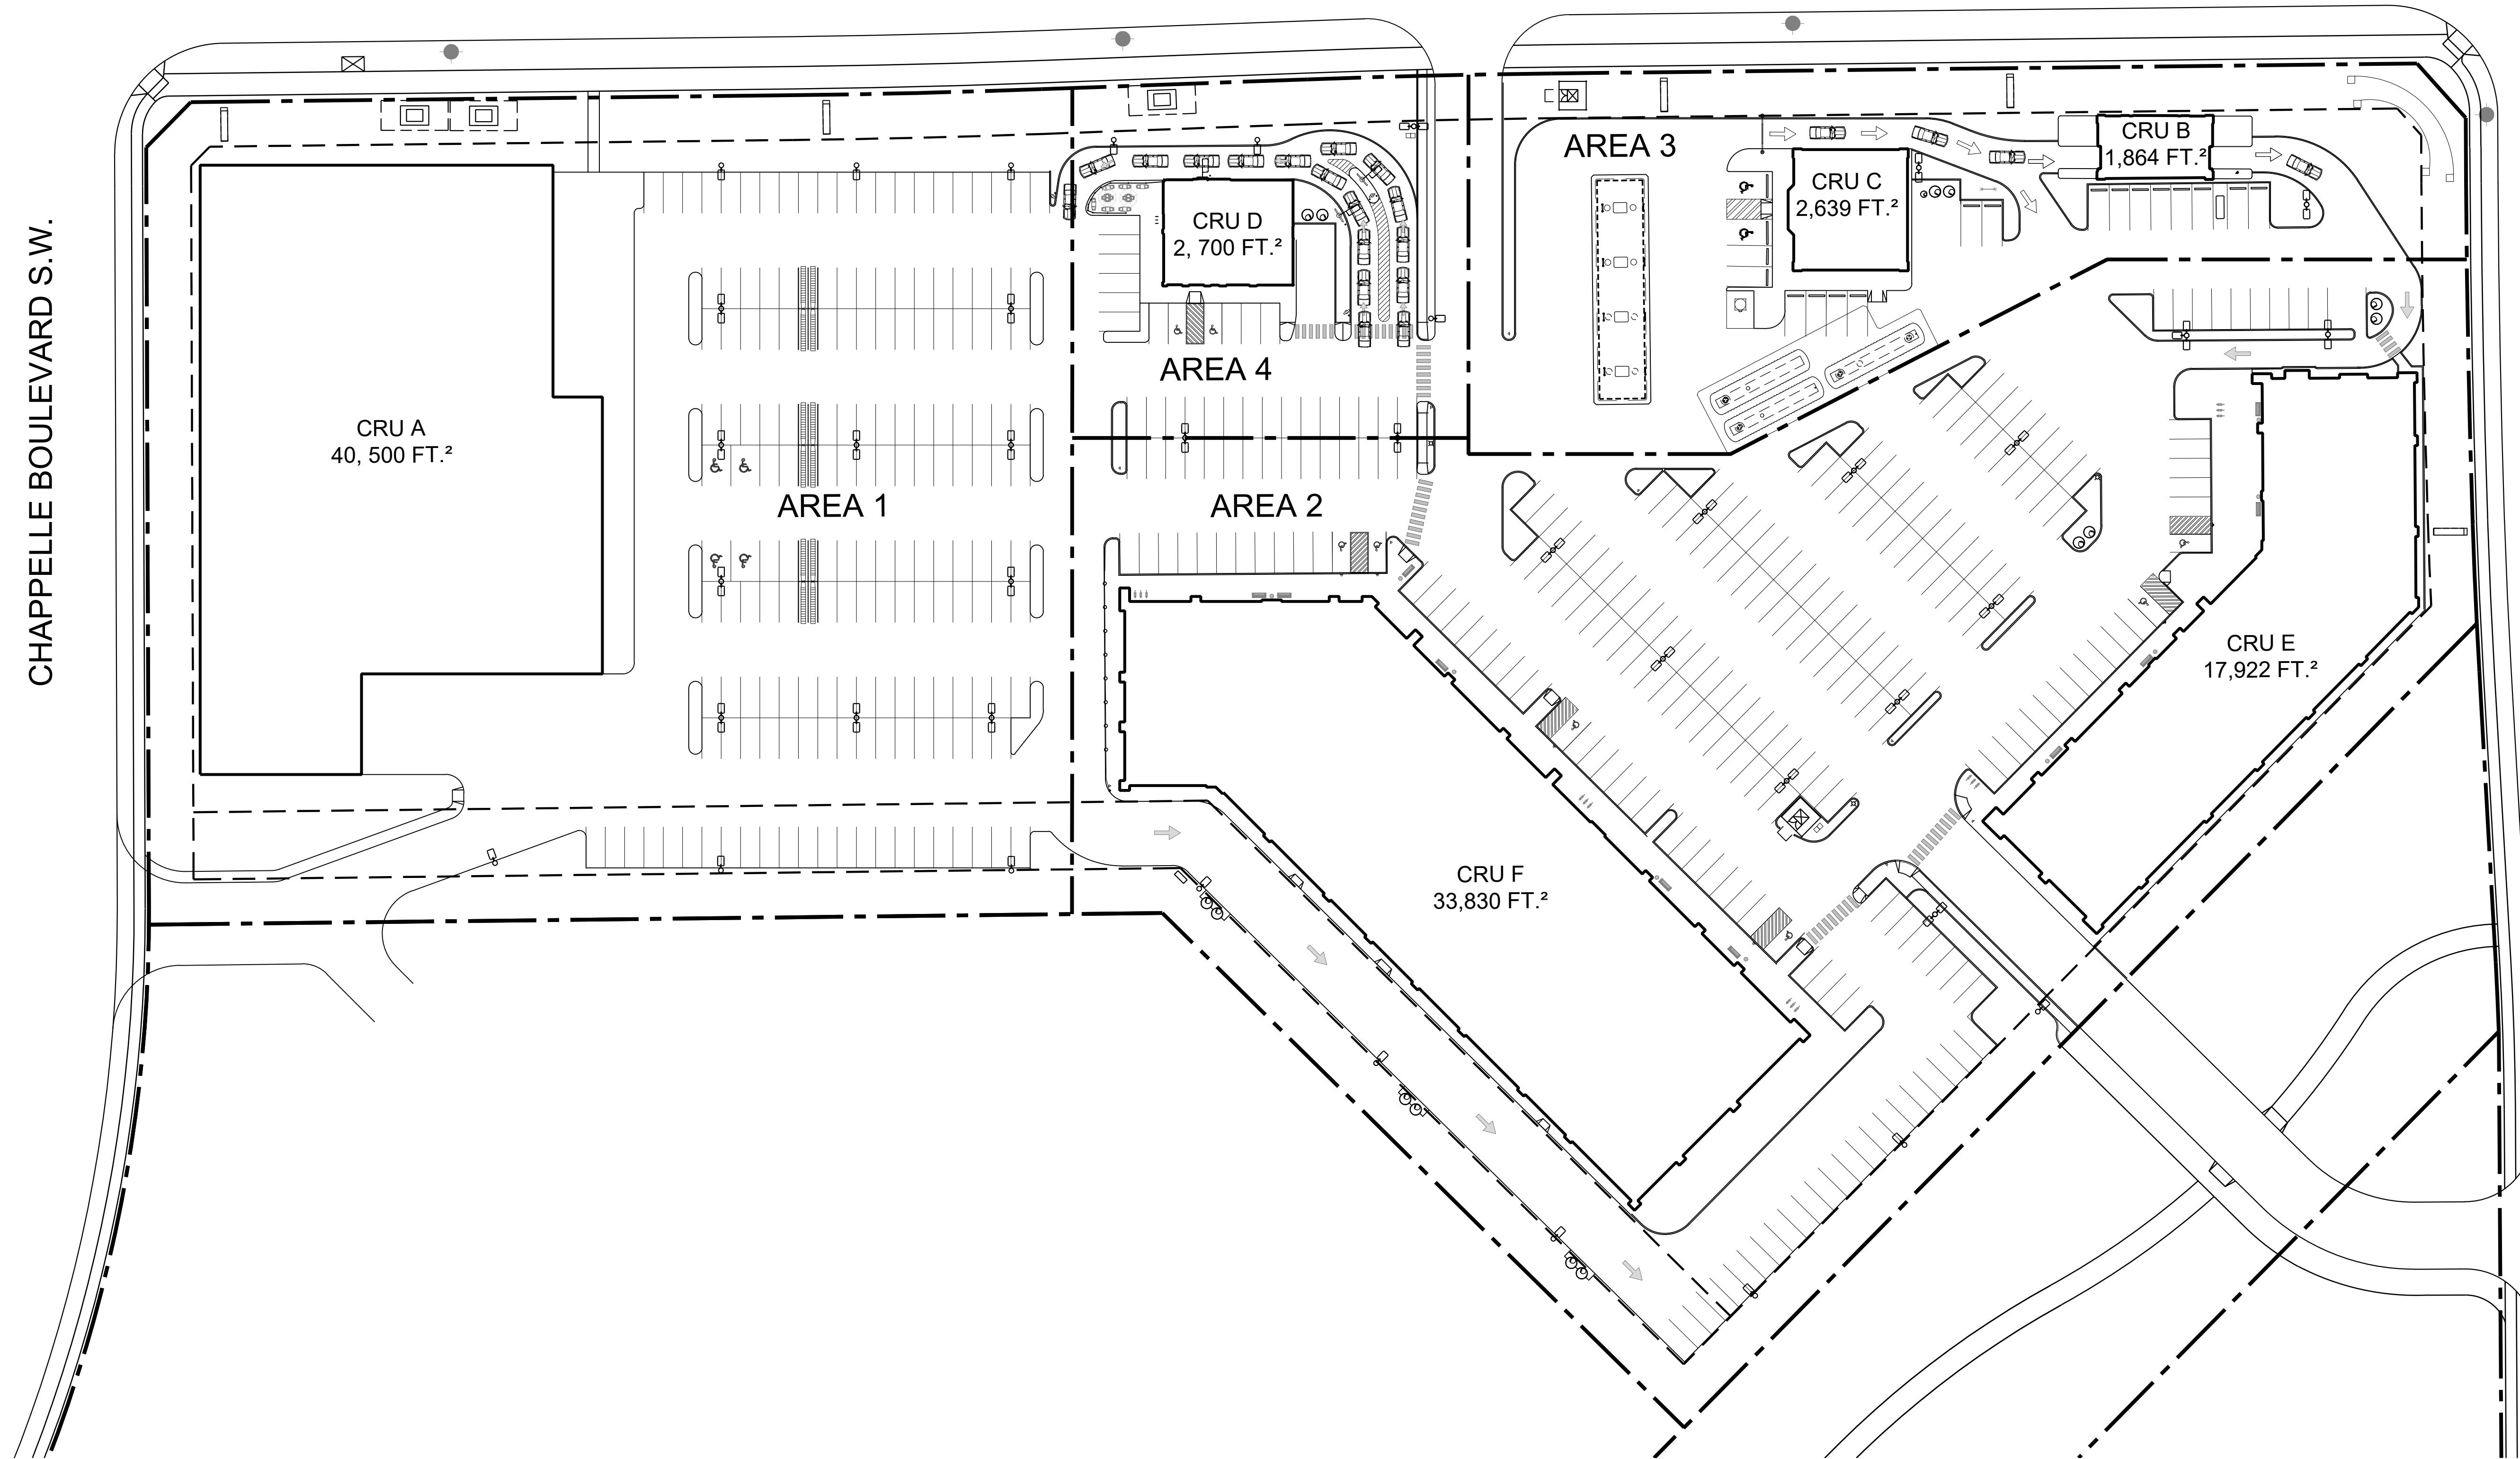 CHAPPELLE BOULEVARD S.W.
CRU A
40, 500 FT.²
AREA 1
CRU D
2, 700 FT.²
AREA 4
AREA 2
AREA 3
CRU C
2,639 FT.²
CRU B
1,864 FT.²
CRU E
17,922 FT.²
CRU F
33,830 FT.²